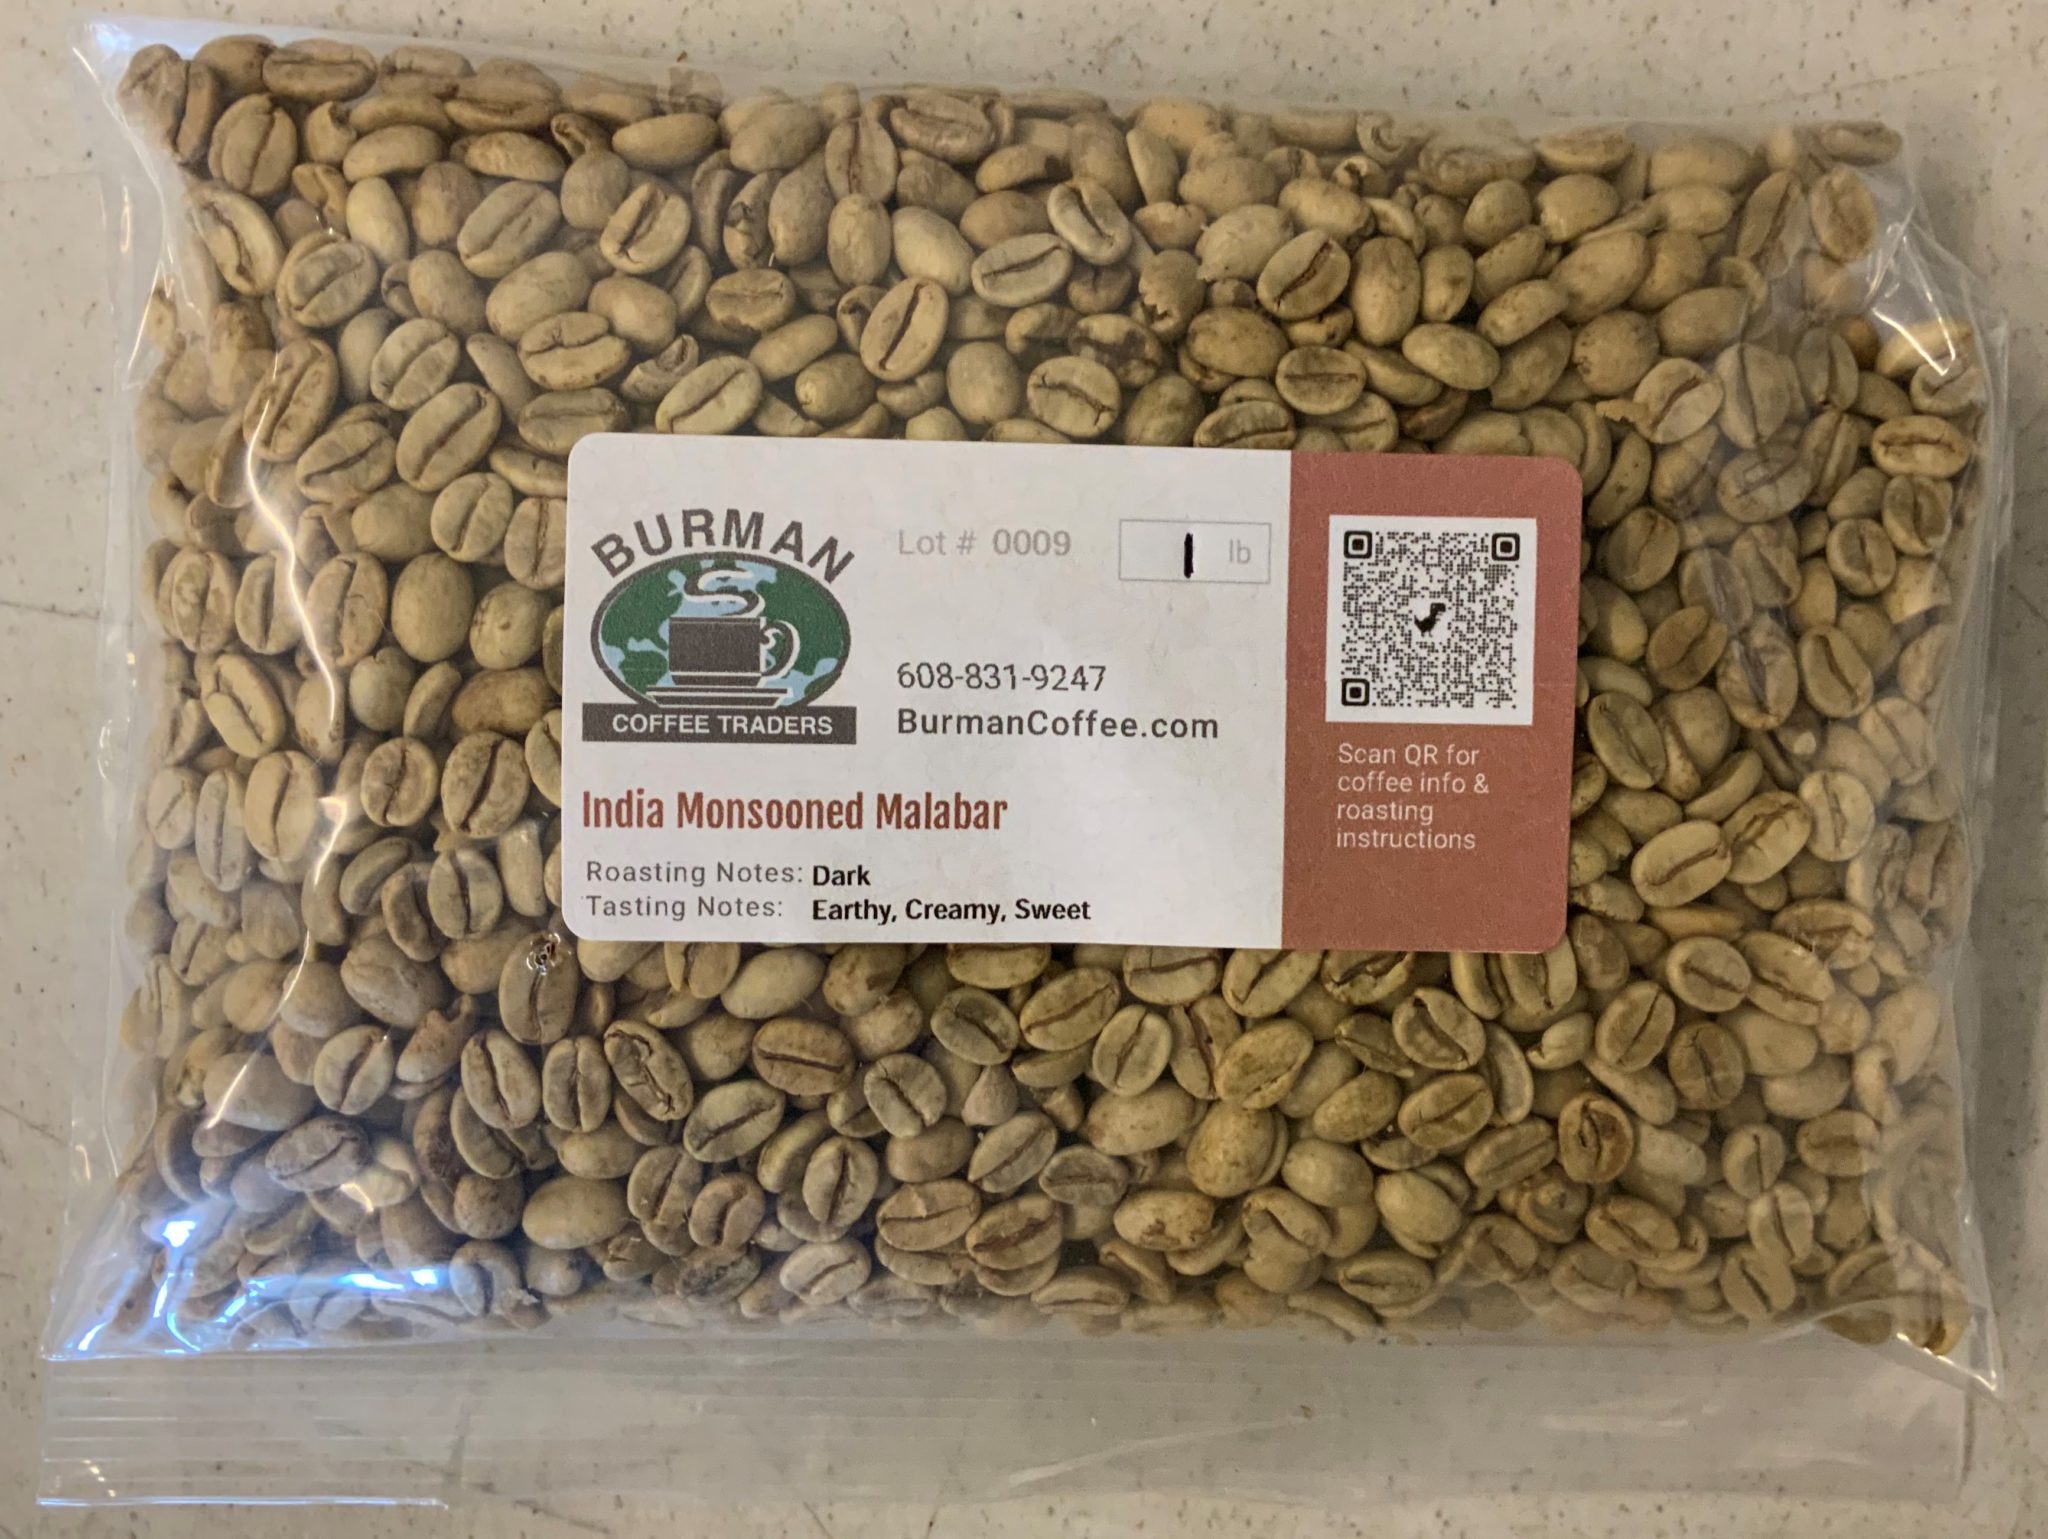 BURMAN
COFFEE TRADERS
Lot # 0009
1 lb
608-831-9247
BurmanCoffee.com
India Monsooned Malabar
Roasting Notes: Dark
Tasting Notes: Earthy, Creamy, Sweet
Scan QR for
coffee info &
roasting
instructions